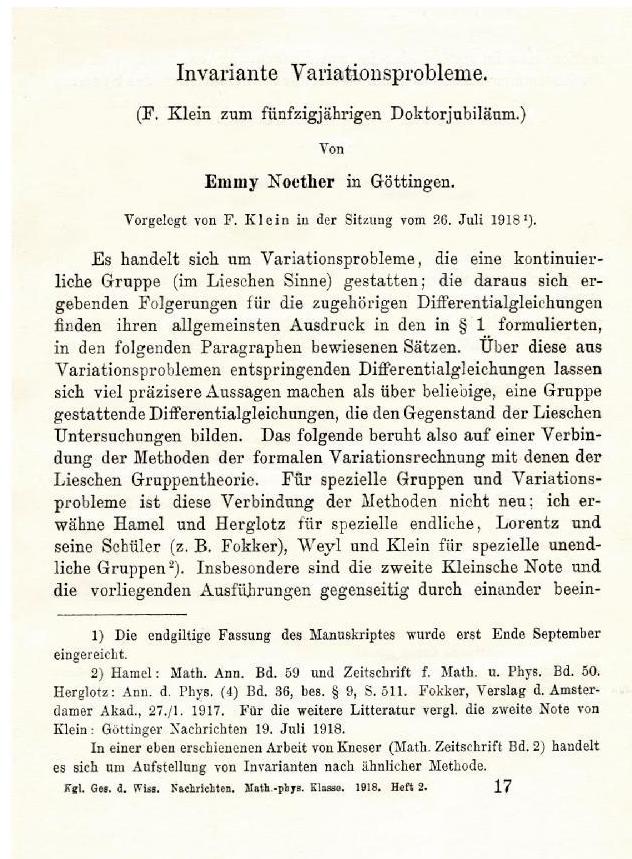 Invariante Variationsprobleme.
(F. Klein zum fünfzigjährigen Doktorjubiläum.)
Von
Emmy Noether in Göttingen.
Vorgelegt von F. Klein in der Sitzung vom 26. Juli 1918¹).
Es handelt sich um Variationsprobleme, die eine kontinuier-
liche Gruppe (im Lieschen Sinne) gestatten; die daraus sich er-
gebenden Folgerungen für die zugehörigen Differentialgleichungen
finden ihren allgemeinsten Ausdruck in den in § 1 formulierten,
in den folgenden Paragraphen bewiesenen Sätzen. Über diese aus
Variationsproblemen entspringenden Differentialgleichungen lassen
sich viel präzisere Aussagen machen als über beliebige, eine Gruppe
gestattende Differentialgleichungen, die den Gegenstand der Lieschen
Untersuchungen bilden. Das folgende beruht also auf einer Verbin-
dung der Methoden der formalen Variationsrechnung mit denen der
Lieschen Gruppentheorie. Für spezielle Gruppen und Variations-
probleme ist diese Verbindung der Methoden nicht neu; ich er-
wähne Hamel und Herglotz für spezielle endliche, Lorentz und
seine Schüler (z. B. Fokker), Weyl und Klein für spezielle unend-
liche Gruppen²). Insbesondere sind die zweite Kleinsche Note und
die vorliegenden Ausführungen gegenseitig durch einander beein-
1) Die endgiltige Fassung des Manuskriptes wurde erst Ende September
eingereicht.
2) Hamel: Math. Ann. Bd. 59 und Zeitschrift f. Math. u. Phys. Bd. 50.
Herglotz: Ann. d. Phys. (4) Bd. 36, bes. § 9, S. 511. Fokker, Verslag d. Amster-
damer Akad., 27./1. 1917. Für die weitere Litteratur vergl. die zweite Note von
Klein: Göttinger Nachrichten 19. Juli 1918.
In einer eben erschienenen Arbeit von Kneser (Math. Zeitschrift Bd. 2) handelt
es sich um Aufstellung von Invarianten nach ähnlicher Methode.
Kgl. Ges. d. Wiss. Nachrichten. Math.-phys. Klasse. 1918. Heft 2. 17